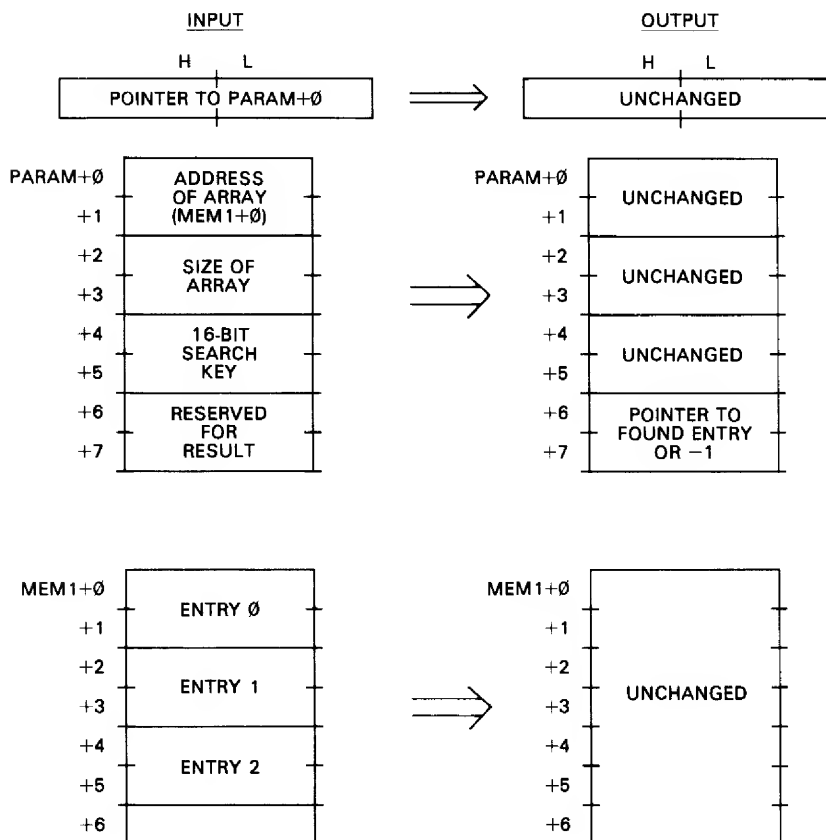 INPUT
OUTPUT
H L
H L
POINTER TO PARAM+Ø
UNCHANGED
PARAM+Ø
+1
+2
+3
+4
+5
+6
+7
ADDRESS
OF ARRAY
(MEM1+Ø)
SIZE OF
ARRAY
16-BIT
SEARCH
KEY
RESERVED
FOR
RESULT
PARAM+Ø
+1
+2
+3
+4
+5
+6
+7
UNCHANGED
UNCHANGED
UNCHANGED
POINTER TO
FOUND ENTRY
OR −1
MEM1+Ø
+1
+2
+3
+4
+5
+6
ENTRY Ø
ENTRY 1
ENTRY 2
MEM1+Ø
+1
+2
+3
+4
+5
+6
UNCHANGED